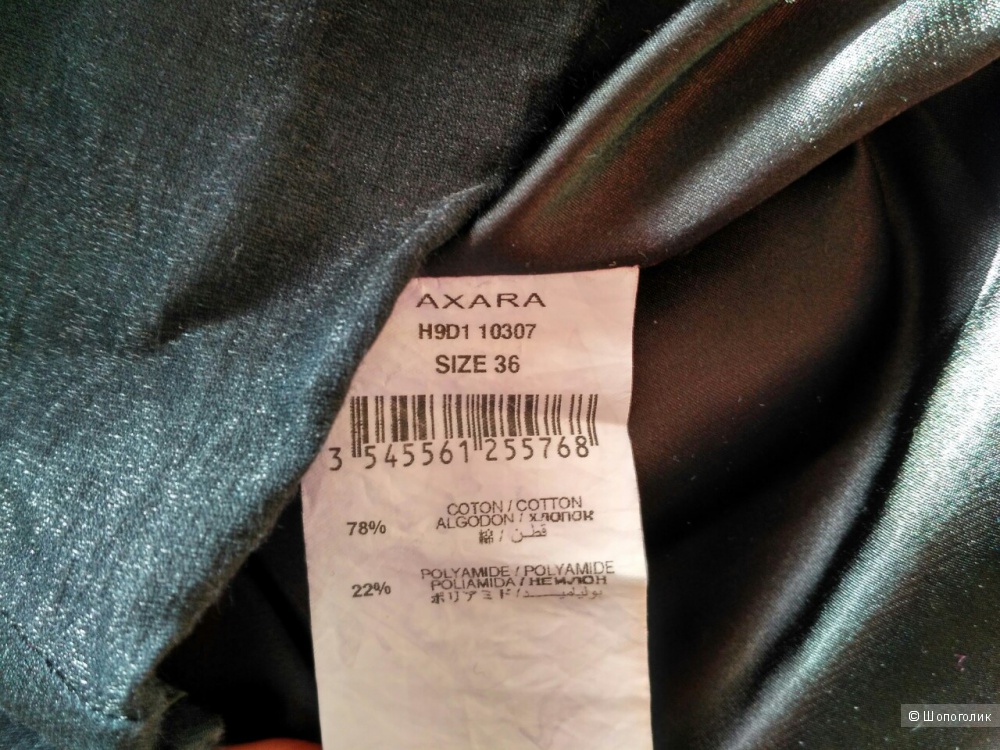 AXARA
H9D1 10307
SIZE 36
3 545561 255768
COTON / COTTON
78% ALGODON / ХЛОПОК
綿 / قطن
POLYAMIDE / POLYAMIDE
22% POLIAMIDA / НЕЙЛОН
ポリアミド / بوليميد
© Шопоголик